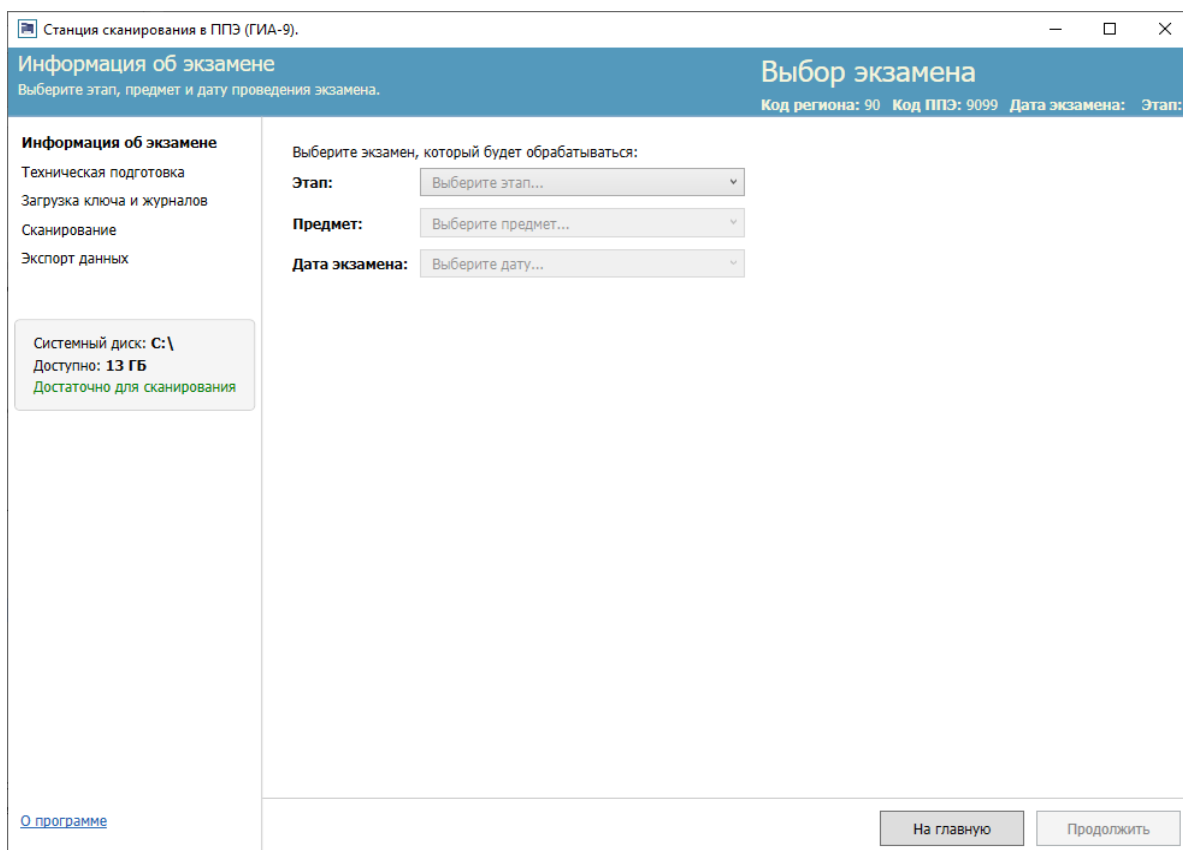 Станция сканирования в ППЭ (ГИА-9).
Информация об экзамене
Выберите этап, предмет и дату проведения экзамена.
Выбор экзамена
Код региона: 90 Код ППЭ: 9099 Дата экзамена: Этап:
Информация об экзамене
Техническая подготовка
Загрузка ключа и журналов
Сканирование
Экспорт данных
Системный диск: C:\
Доступно: 13 ГБ
Достаточно для сканирования
О программе
Выберите экзамен, который будет обрабатываться:
Этап: Выберите этап...
Предмет: Выберите предмет...
Дата экзамена: Выберите дату...
На главную Продолжить